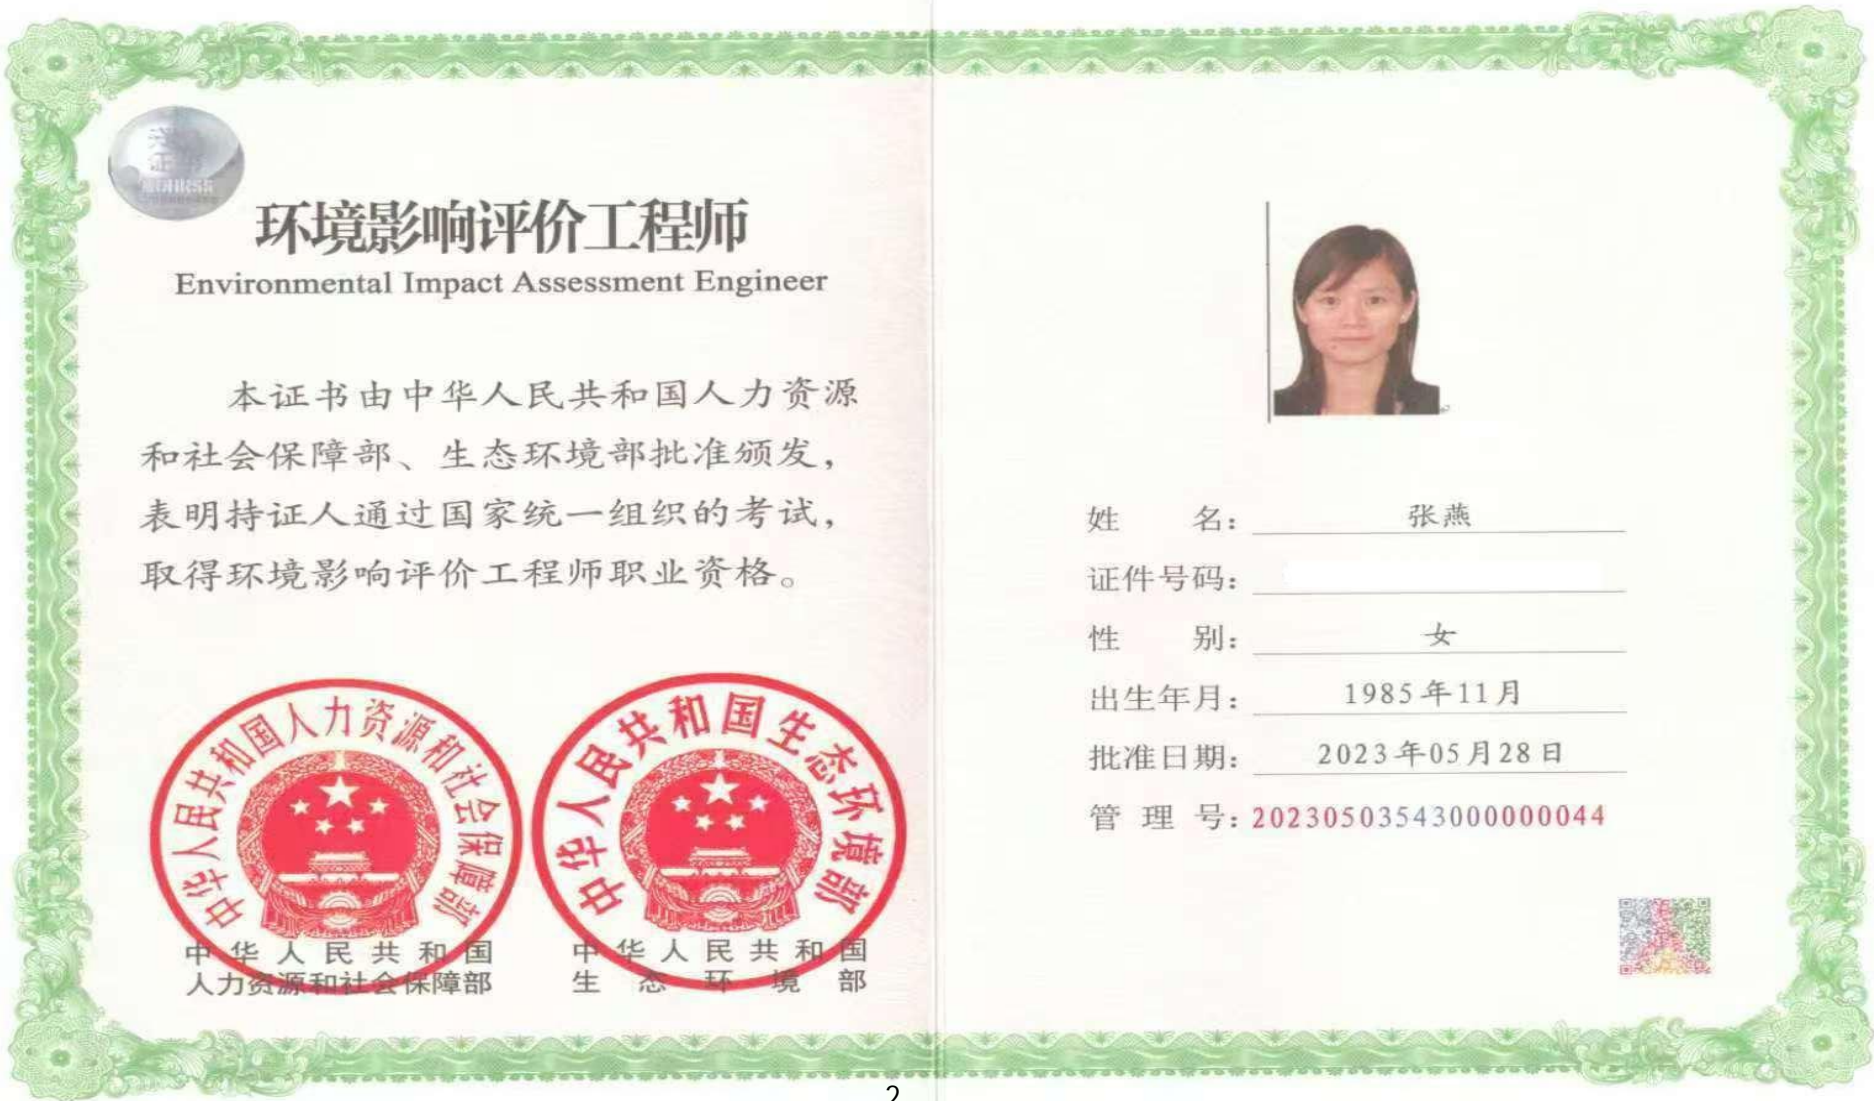 环境影响评价工程师
Environmental Impact Assessment Engineer
本证书由中华人民共和国人力资源
和社会保障部、生态环境部批准颁发，
表明持证人通过国家统一组织的考试，
取得环境影响评价工程师职业资格。
中华人民共和国人力资源和社会保障部
中华人民共和国生态环境部
中华人民共和国
人力资源和社会保障部
中华人民共和国
生态环境部
姓名：张燕
证件号码：
性别：女
出生年月：1985年11月
批准日期：2023年05月28日
管理号：20230503543000000044
2